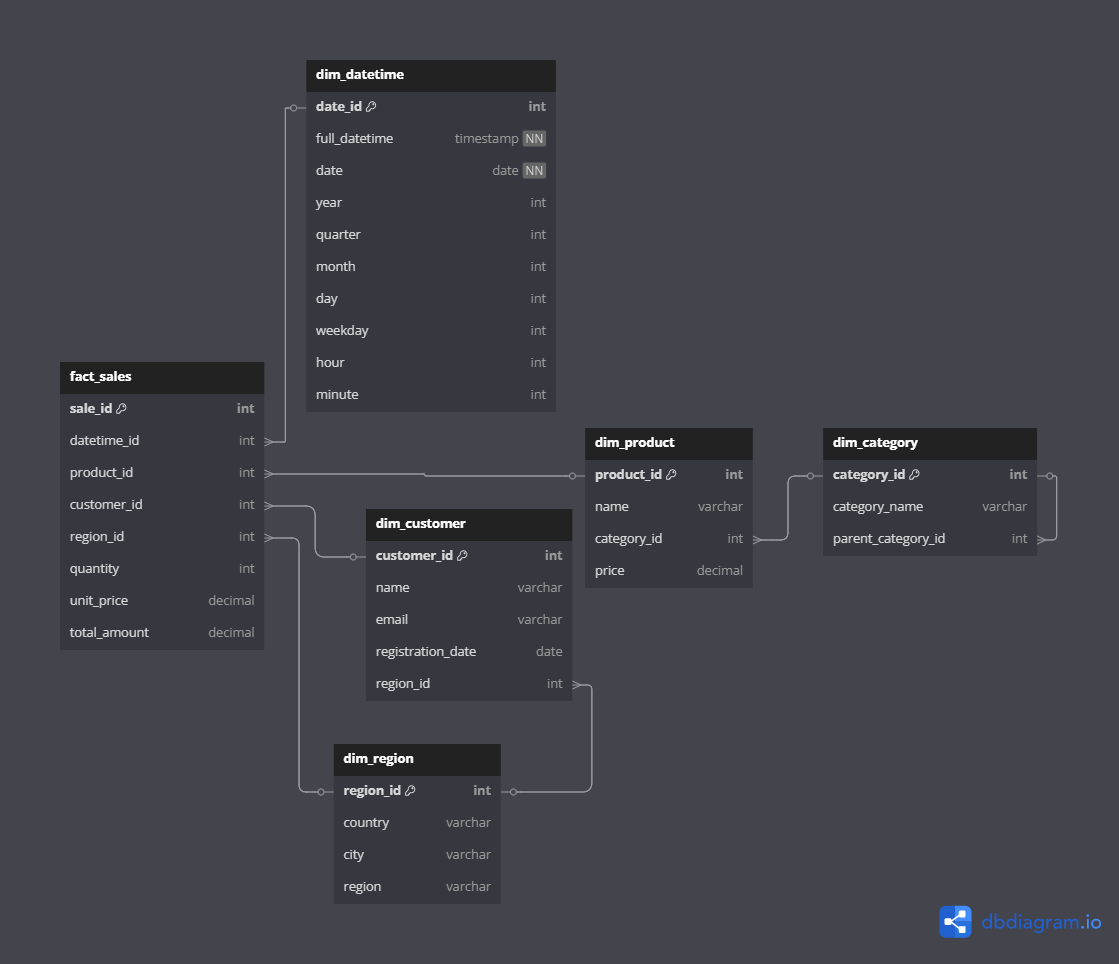 dim_datetime
date_id int
full_datetime timestamp NN
date date NN
year int
quarter int
month int
day int
weekday int
hour int
minute int
fact_sales
sale_id int
datetime_id int
product_id int
customer_id int
region_id int
quantity int
unit_price decimal
total_amount decimal
dim_product
product_id int
name varchar
category_id int
price decimal
dim_category
category_id int
category_name varchar
parent_category_id int
dim_customer
customer_id int
name varchar
email varchar
registration_date date
region_id int
dim_region
region_id int
country varchar
city varchar
region varchar
dbdiagram.io